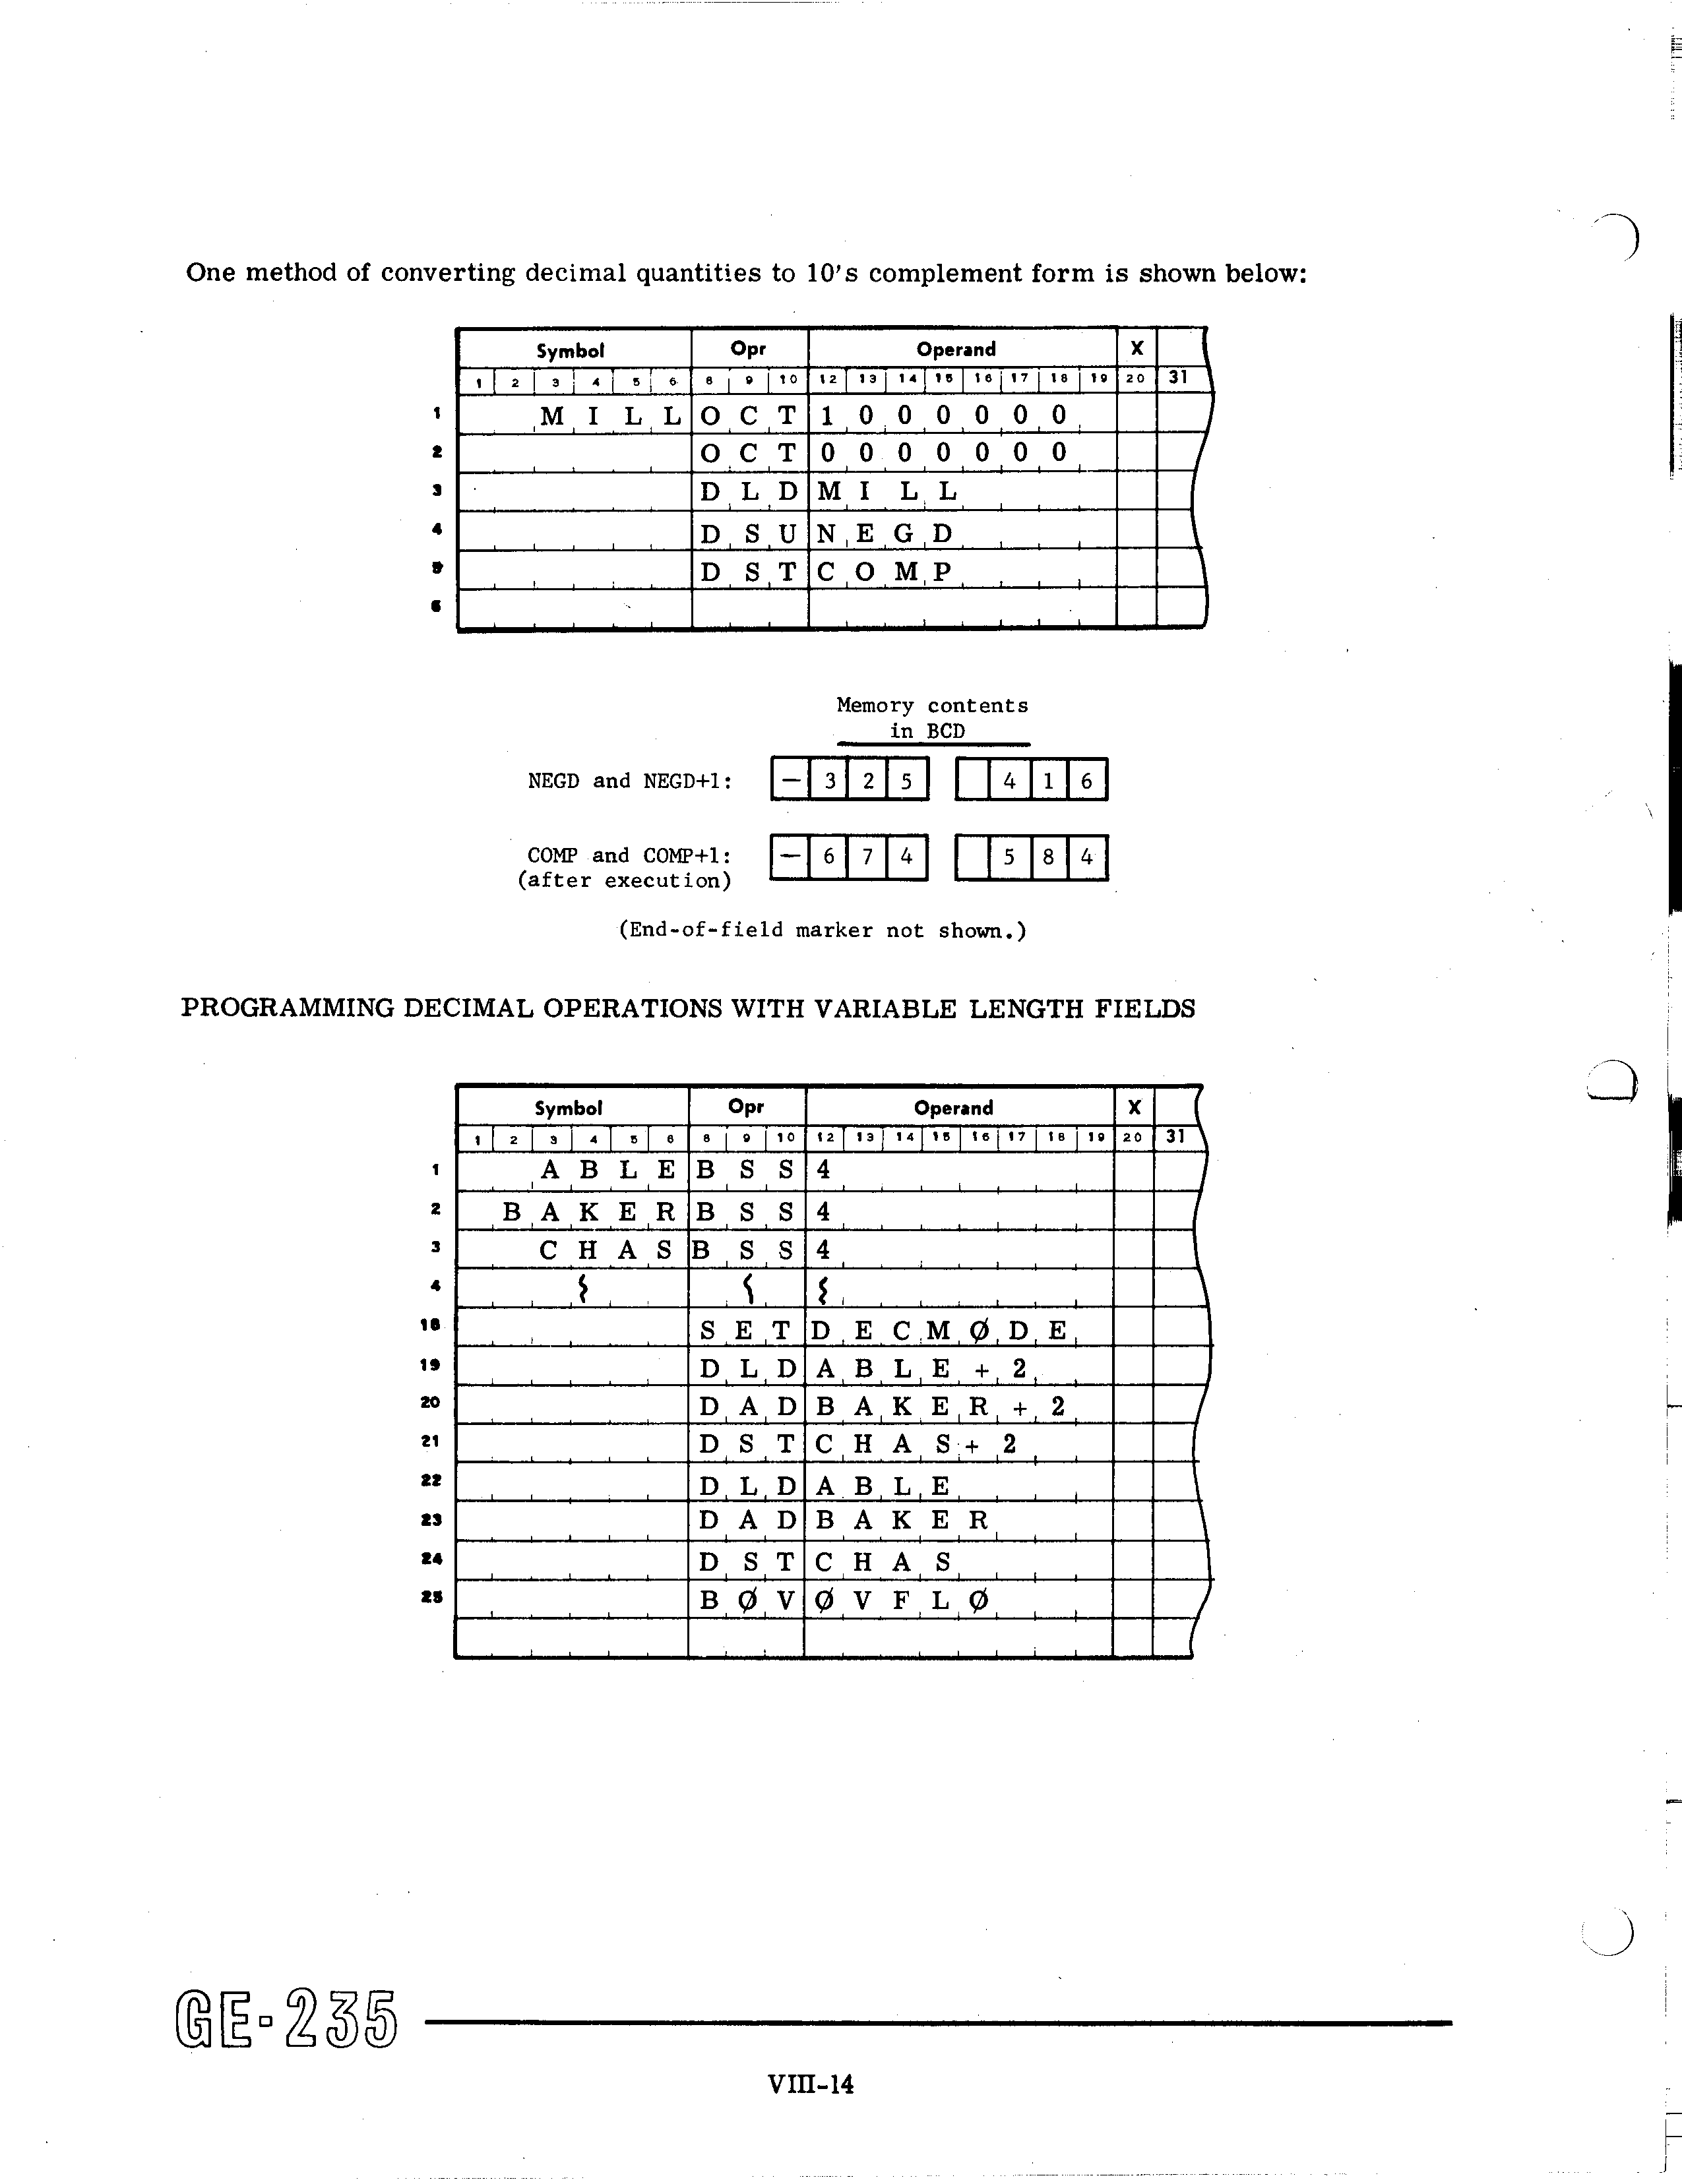 One method of converting decimal quantities to 10's complement form is shown below:
Symbol Opr Operand X
1 2 3 4 5 6 8 9 10 12 13 14 15 16 17 18 19 20 31
1 MILL OCT 1000000
2 OCT 0000000
3 DLD MILL
4 DSU NEGD
5 DST COMP
6
Memory contents
in BCD
NEGD and NEGD+1: - 3 2 5 4 1 6
COMP and COMP+1: - 6 7 4 5 8 4
(after execution)
(End-of-field marker not shown.)
PROGRAMMING DECIMAL OPERATIONS WITH VARIABLE LENGTH FIELDS
Symbol Opr Operand X
1 2 3 4 5 6 8 9 10 12 13 14 15 16 17 18 19 20 31
1 ABLE BSS 4
2 BAKER BSS 4
3 CHAS BSS 4
4
18 SET DECMØDE
19 DLD ABLE+2
20 DAD BAKER+2
21 DST CHAS+2
22 DLD ABLE
23 DAD BAKER
24 DST CHAS
25 BØV ØVFLØ
GE-235
VIII-14